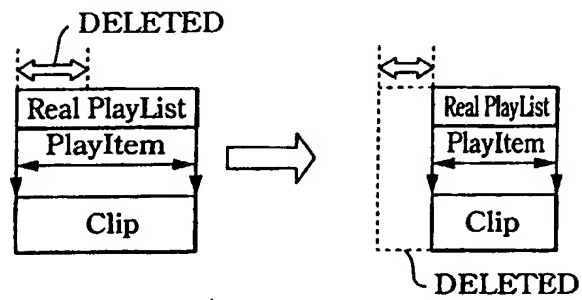 DELETED
Real PlayList
PlayItem
Clip
Real PlayList
PlayItem
Clip
DELETED